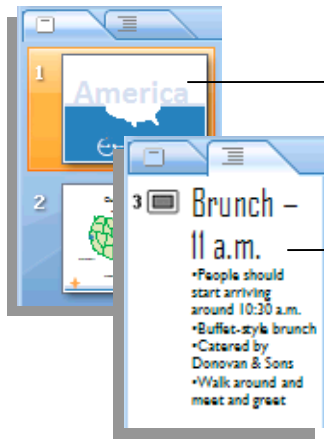 1
America
2
3
Brunch –
11 a.m.
•People should
start arriving
around 10:30 a.m.
•Buffet-style brunch
•Catered by
Donovan & Sons
•Walk around and
meet and greet